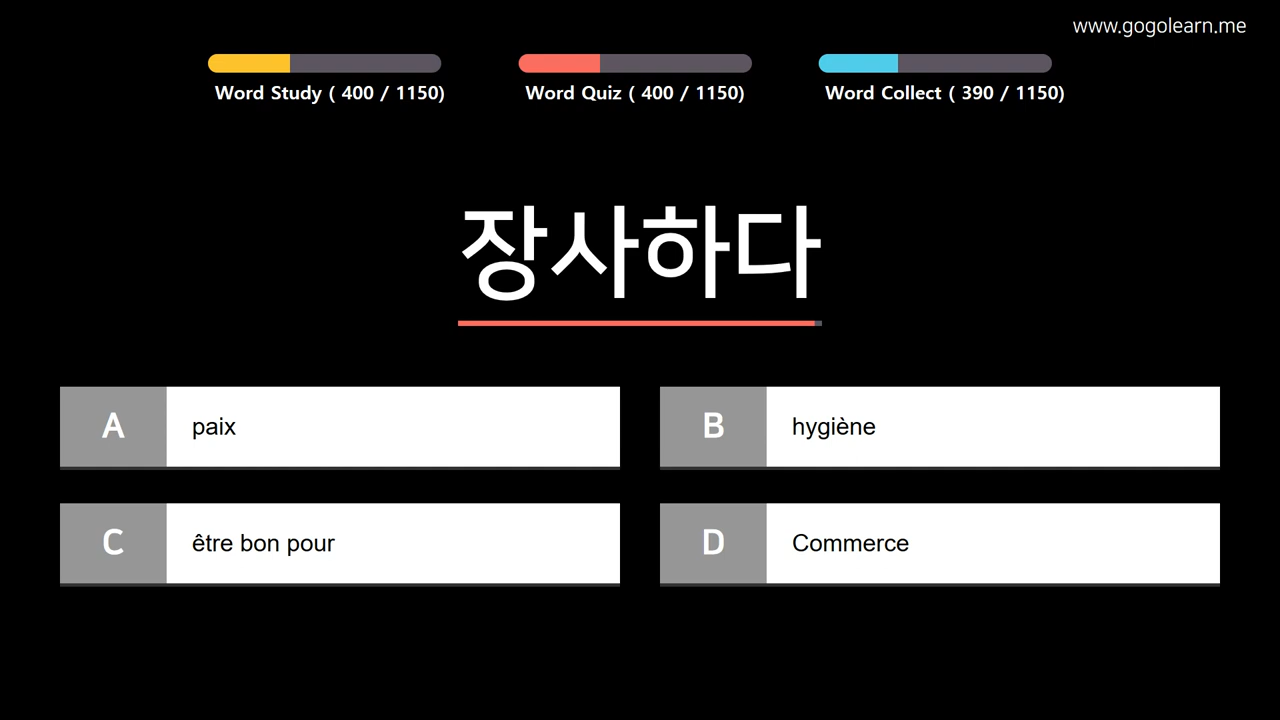 www.gogolearn.me
Word Study ( 400 / 1150)
Word Quiz ( 400 / 1150)
Word Collect ( 390 / 1150)
장사하다
A paix
B hygiène
C être bon pour
D Commerce